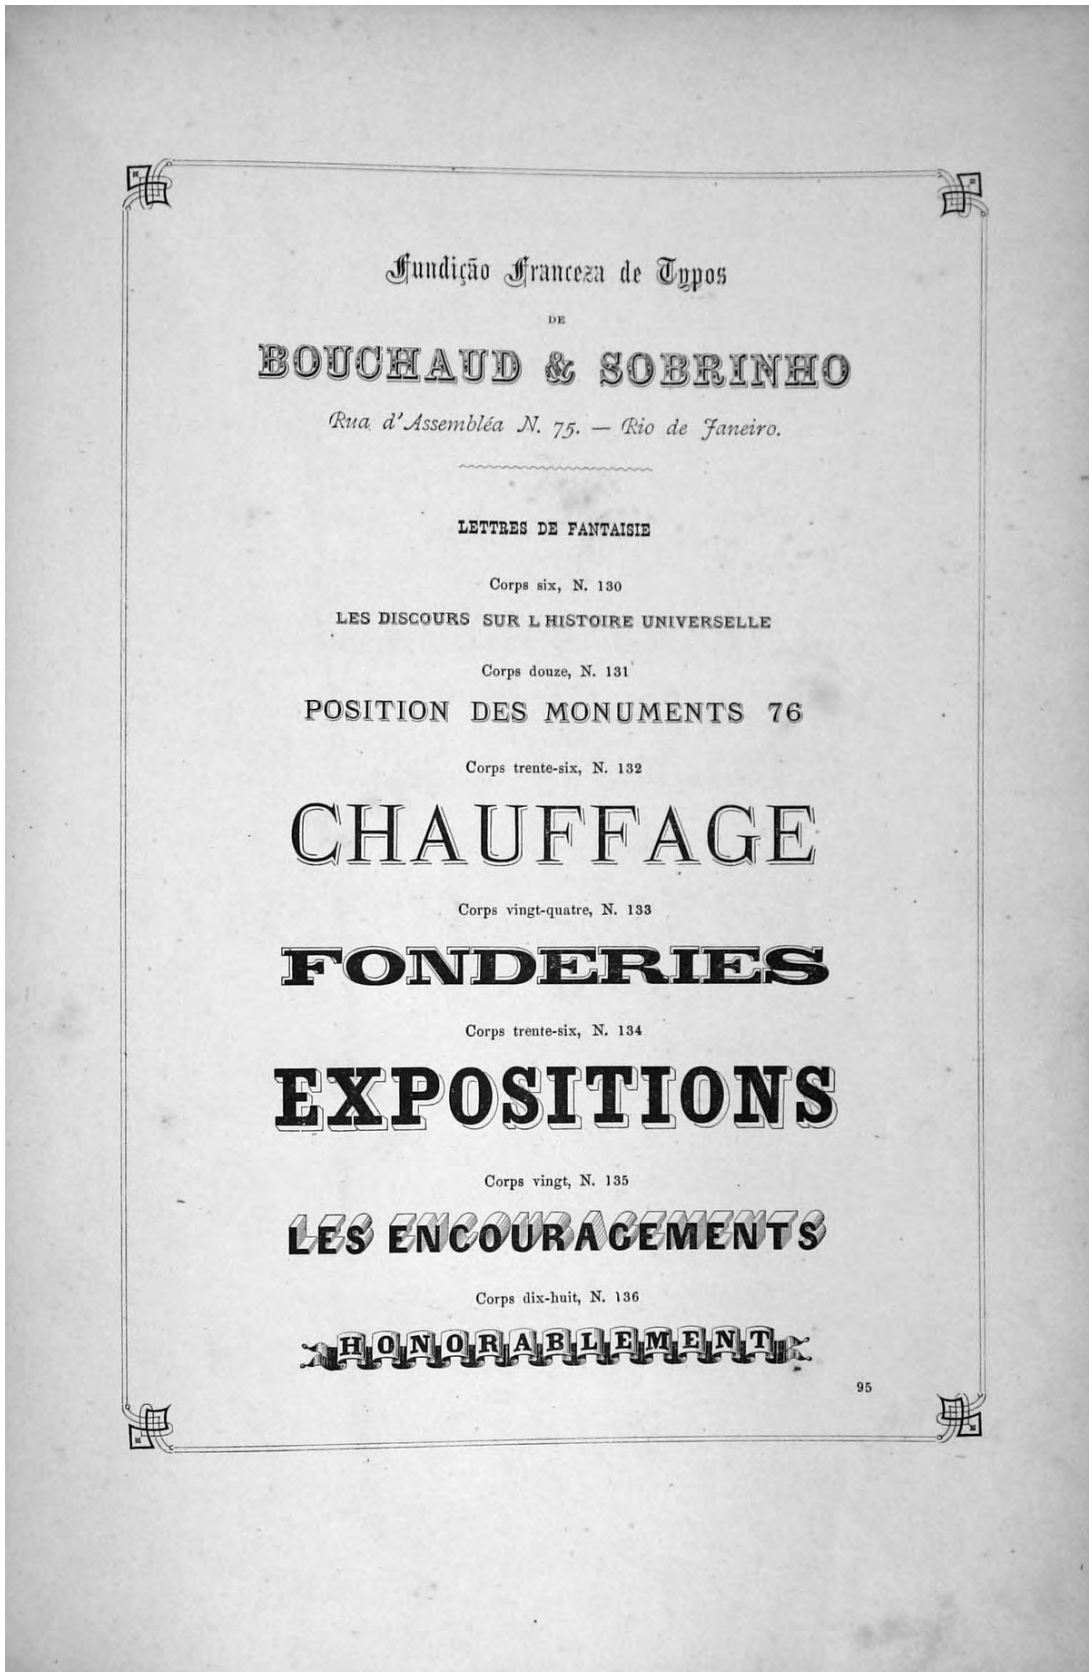 Fundição Franceza de Typos
DE
BOUCHAUD & SOBRINHO
Rua d'Assembléa N. 75. — Rio de Janeiro.
LETTRES DE FANTAISIE
Corps six, N. 130
LES DISCOURS SUR L HISTOIRE UNIVERSELLE
Corps douze, N. 131
POSITION DES MONUMENTS 76
Corps trente-six, N. 132
CHAUFFAGE
Corps vingt-quatre, N. 133
FONDERIES
Corps trente-six, N. 134
EXPOSITIONS
Corps vingt, N. 135
LES ENCOURAGEMENTS
Corps dix-huit, N. 136
HONORABLEMENT
95